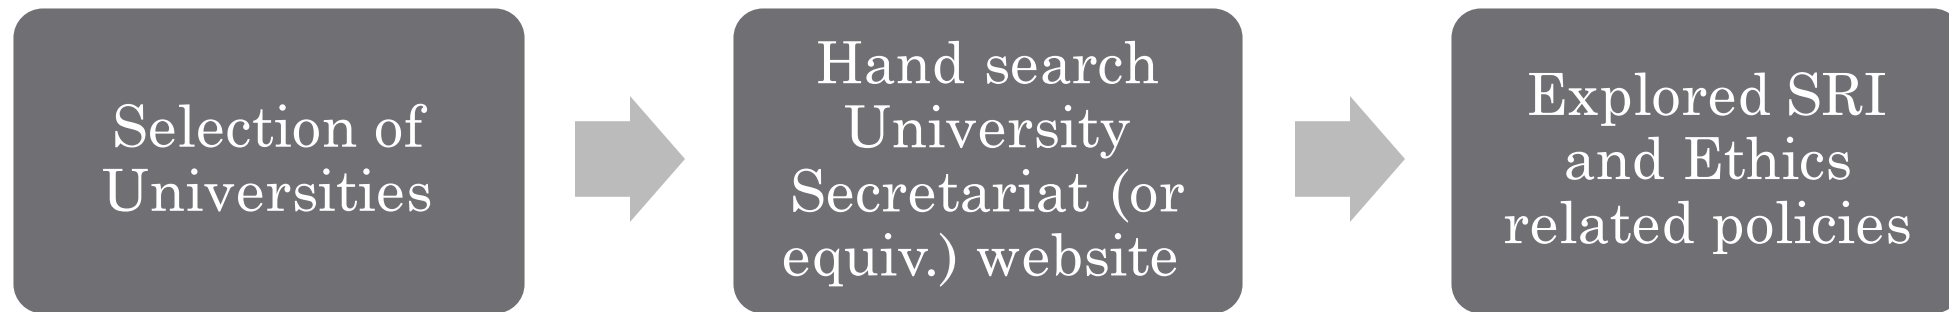 Selection of
Universities
Hand search
University
Secretariat (or
equiv.) website
Explored SRI
and Ethics
related policies